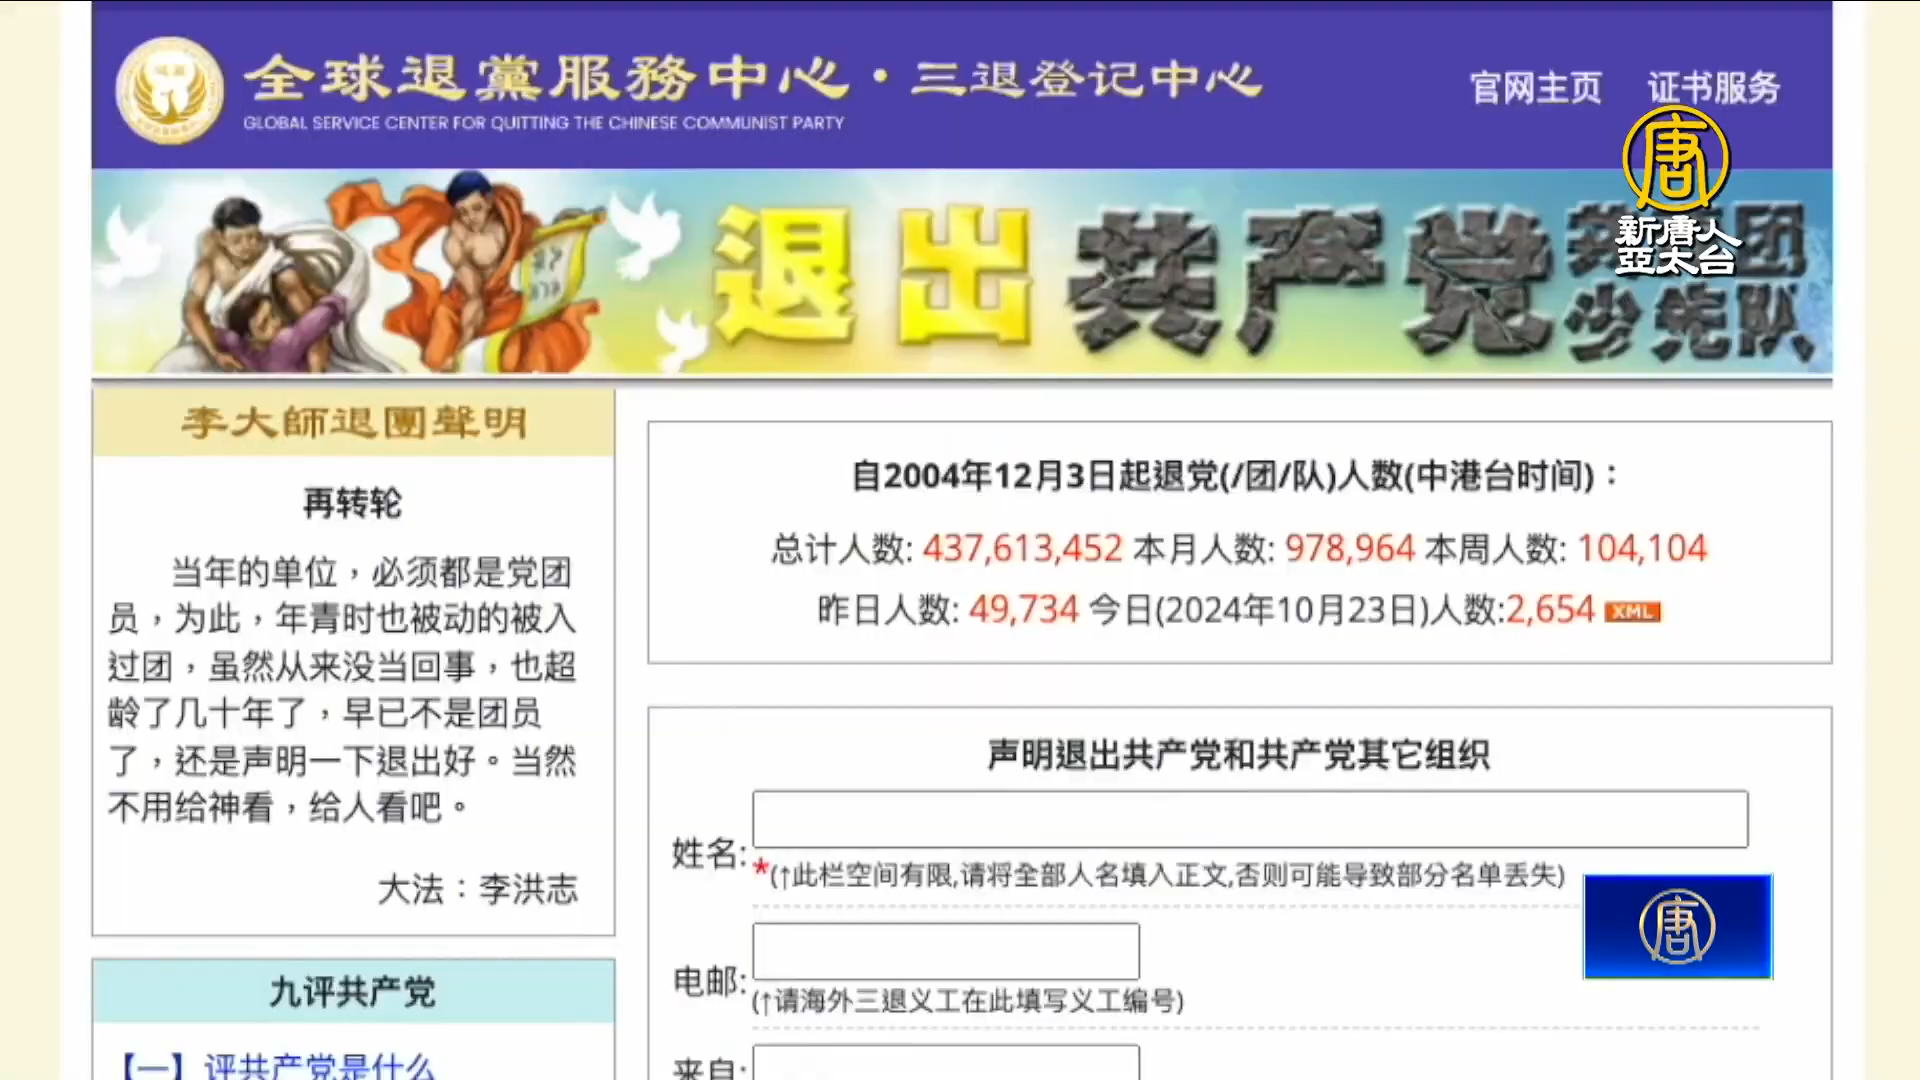 全球退黨服務中心·三退登记中心
GLOBAL SERVICE CENTER FOR QUITTING THE CHINESE COMMUNIST PARTY
官网主页 证书服务
唐
新唐人
亞太台
退出共产党
团
少先队
李大師退團聲明
再转轮
当年的单位，必须都是党团
员，为此，年青时也被动的被入
过团，虽然从来没当回事，也超
龄了几十年了，早已不是团员
了，还是声明一下退出好。当然
不用给神看，给人看吧。
大法：李洪志
九评共产党
【一】评共产党是什么
自2004年12月3日起退党(/团/队)人数(中港台时间)：
总计人数: 437,613,452 本月人数: 978,964 本周人数: 104,104
昨日人数: 49,734 今日(2024年10月23日)人数:2,654 XML
声明退出共产党和共产党其它组织
姓名:
*(↑此栏空间有限,请将全部人名填入正文,否则可能导致部分名单丢失)
电邮:
(↑请海外三退义工在此填写义工编号)
来自:
唐